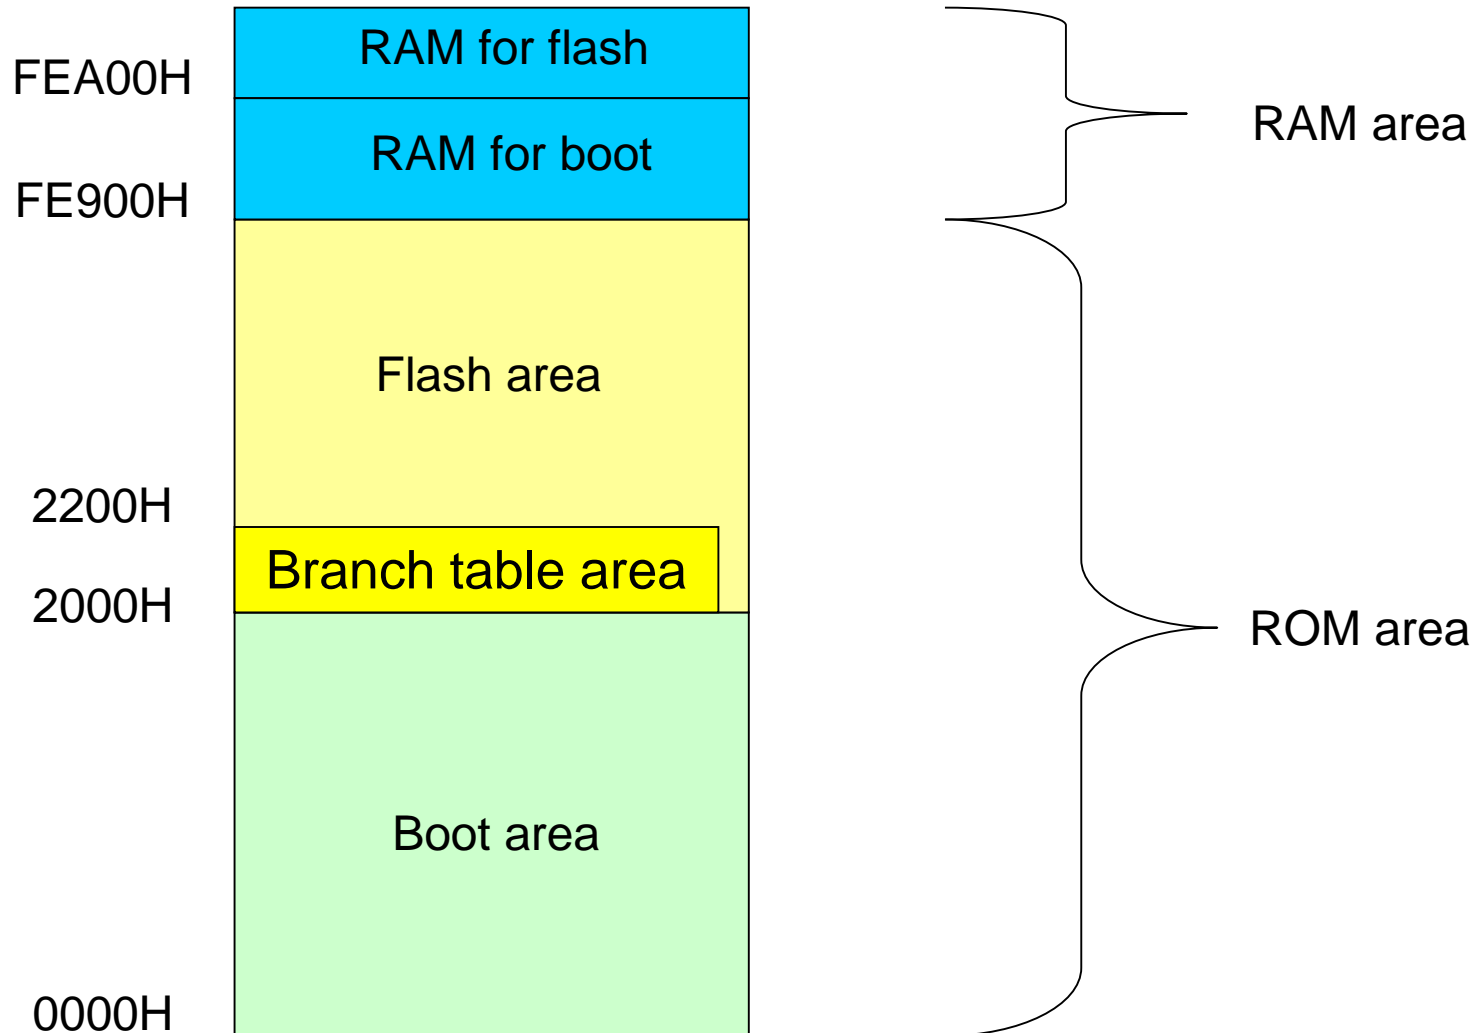 RAM for flash
FEA00H
RAM area
RAM for boot
FE900H
Flash area
2200H
Branch table area
2000H
ROM area
Boot area
0000H